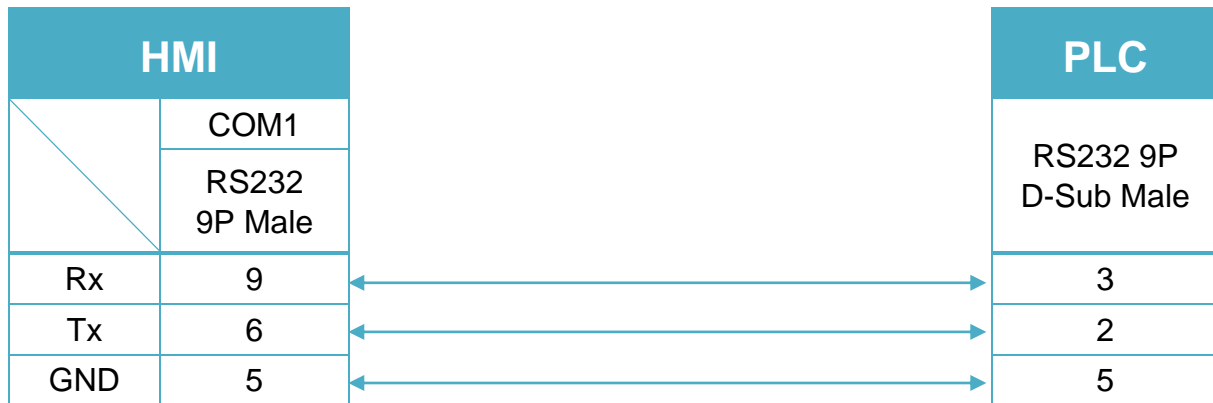 HMI
PLC
COM1
RS232
9P Male
RS232 9P
D-Sub Male
Rx 9 3
Tx 6 2
GND 5 5